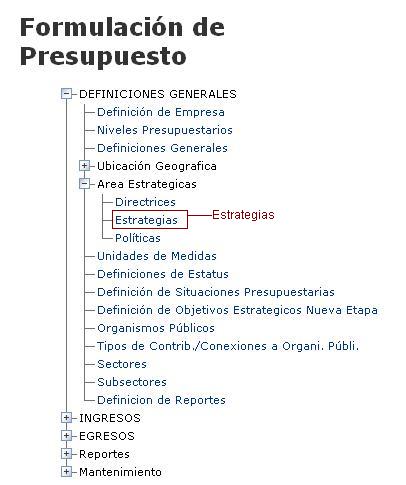 Formulación de
Presupuesto
DEFINICIONES GENERALES
Definición de Empresa
Niveles Presupuestarios
Definiciones Generales
Ubicación Geografica
Area Estrategicas
Directrices
Estrategias Estrategias
Políticas
Unidades de Medidas
Definiciones de Estatus
Definición de Situaciones Presupuestarias
Definición de Objetivos Estrategicos Nueva Etapa
Organismos Públicos
Tipos de Contrib./Conexiones a Organi. Públi.
Sectores
Subsectores
Definicion de Reportes
INGRESOS
EGRESOS
Reportes
Mantenimiento